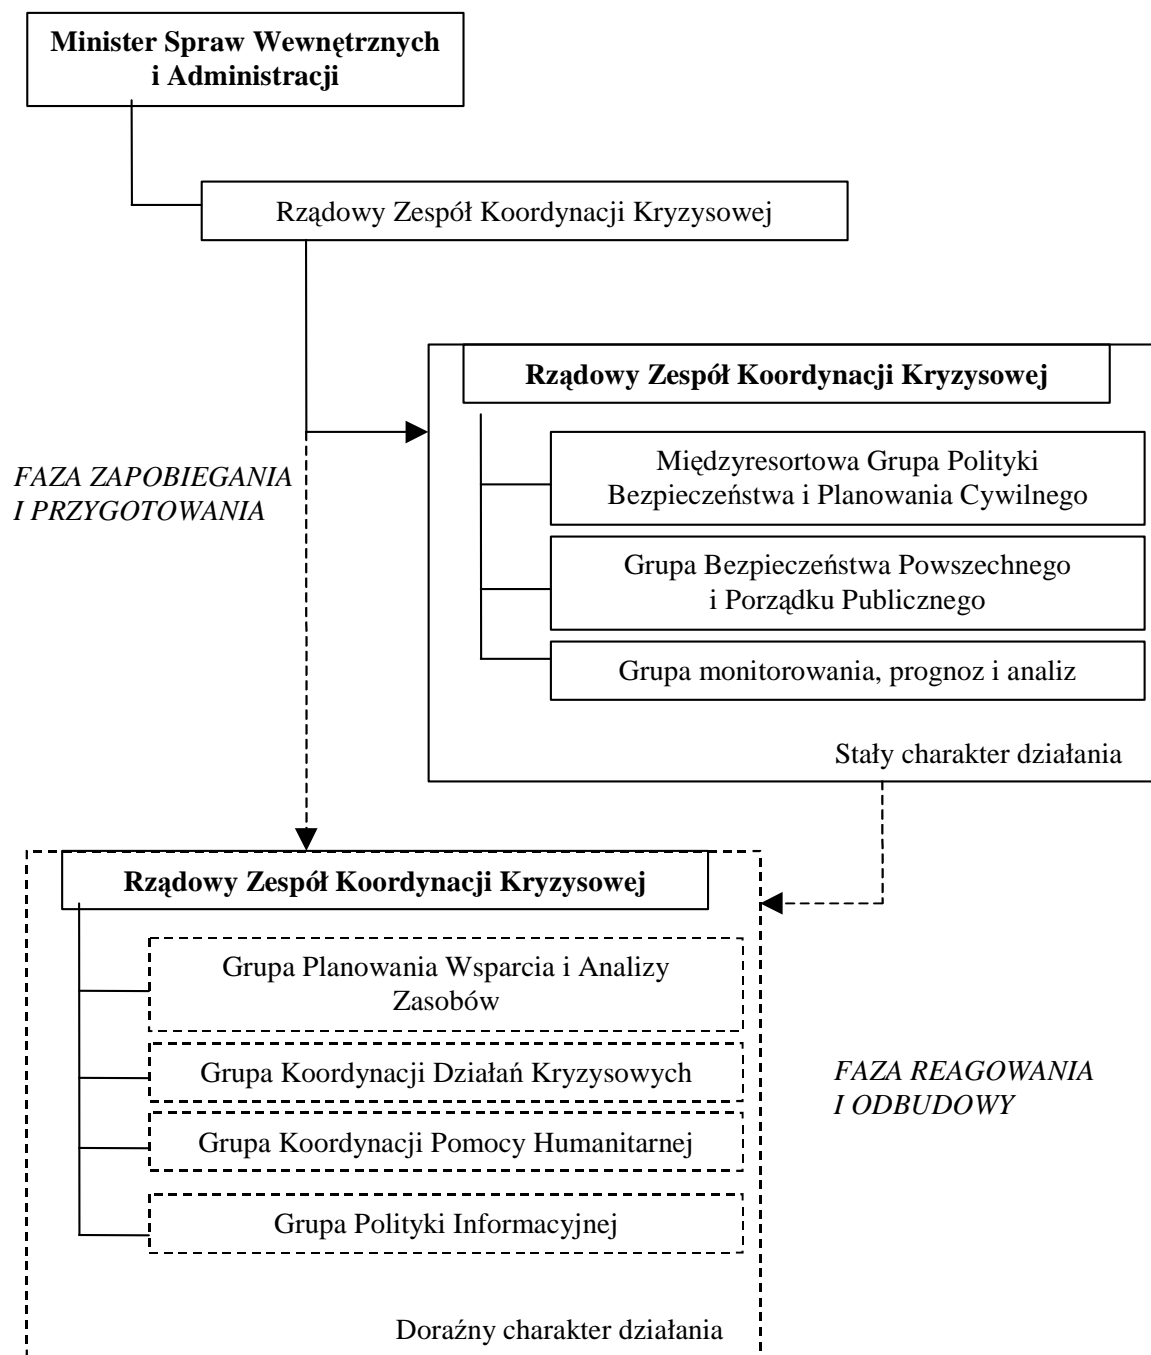 Minister Spraw Wewnętrznych
i Administracji
Rządowy Zespół Koordynacji Kryzysowej
Rządowy Zespół Koordynacji Kryzysowej
Międzyresortowa Grupa Polityki
Bezpieczeństwa i Planowania Cywilnego
FAZA ZAPOBIEGANIA
I PRZYGOTOWANIA
Grupa Bezpieczeństwa Powszechnego
i Porządku Publicznego
Grupa monitorowania, prognoz i analiz
Stały charakter działania
Rządowy Zespół Koordynacji Kryzysowej
Grupa Planowania Wsparcia i Analizy
Zasobów
Grupa Koordynacji Działań Kryzysowych
FAZA REAGOWANIA
I ODBUDOWY
Grupa Koordynacji Pomocy Humanitarnej
Grupa Polityki Informacyjnej
Doraźny charakter działania